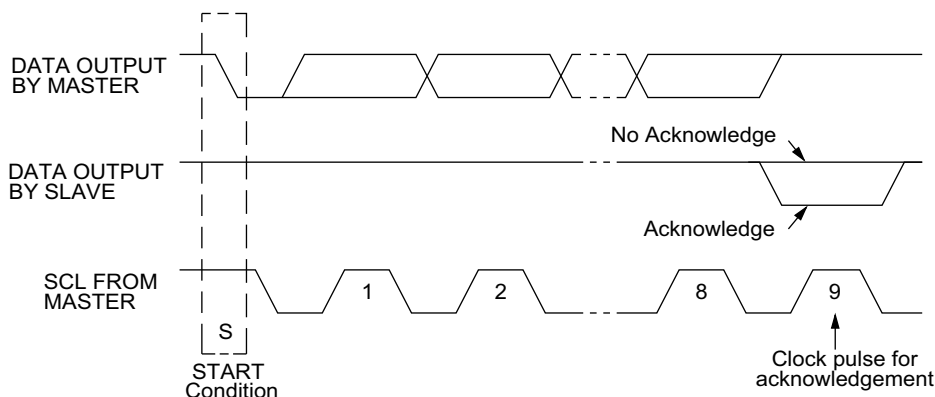 DATA OUTPUT
BY MASTER
No Acknowledge
DATA OUTPUT
BY SLAVE
Acknowledge
SCL FROM
MASTER
1
2
8
9
S
START
Condition
Clock pulse for
acknowledgement